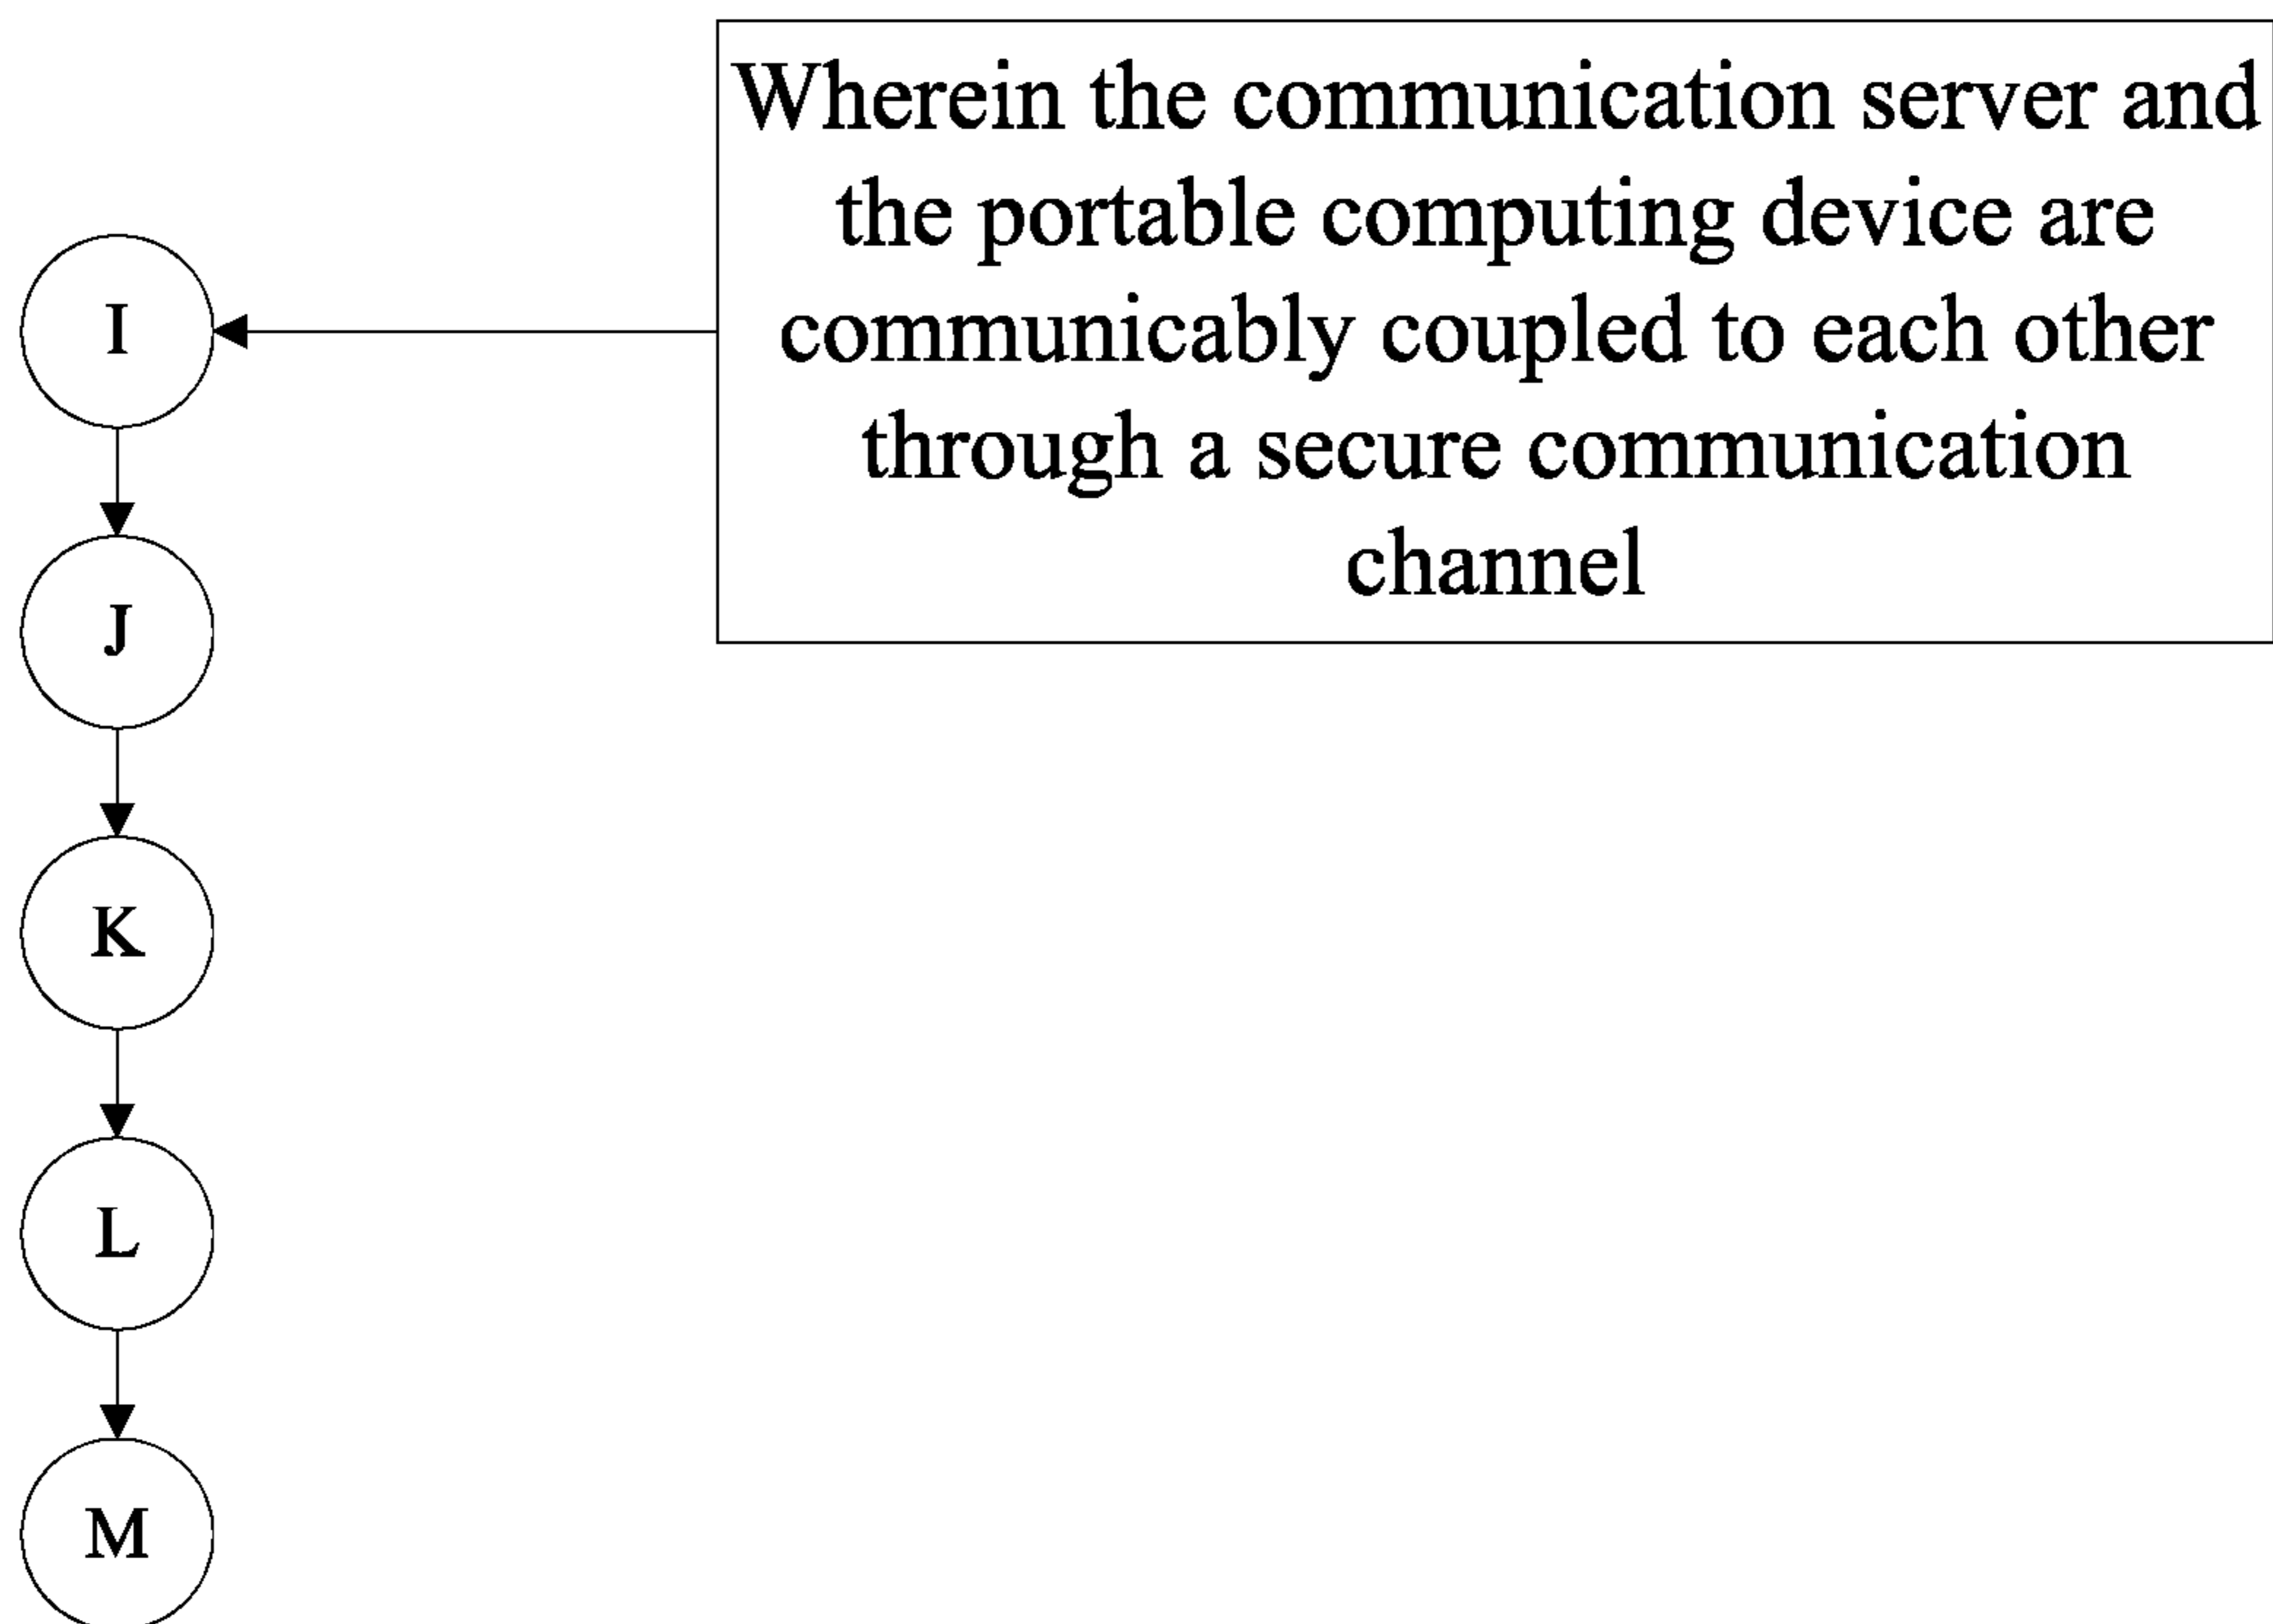 Wherein the communication server and
the portable computing device are
communicably coupled to each other
through a secure communication
channel
I
J
K
L
M